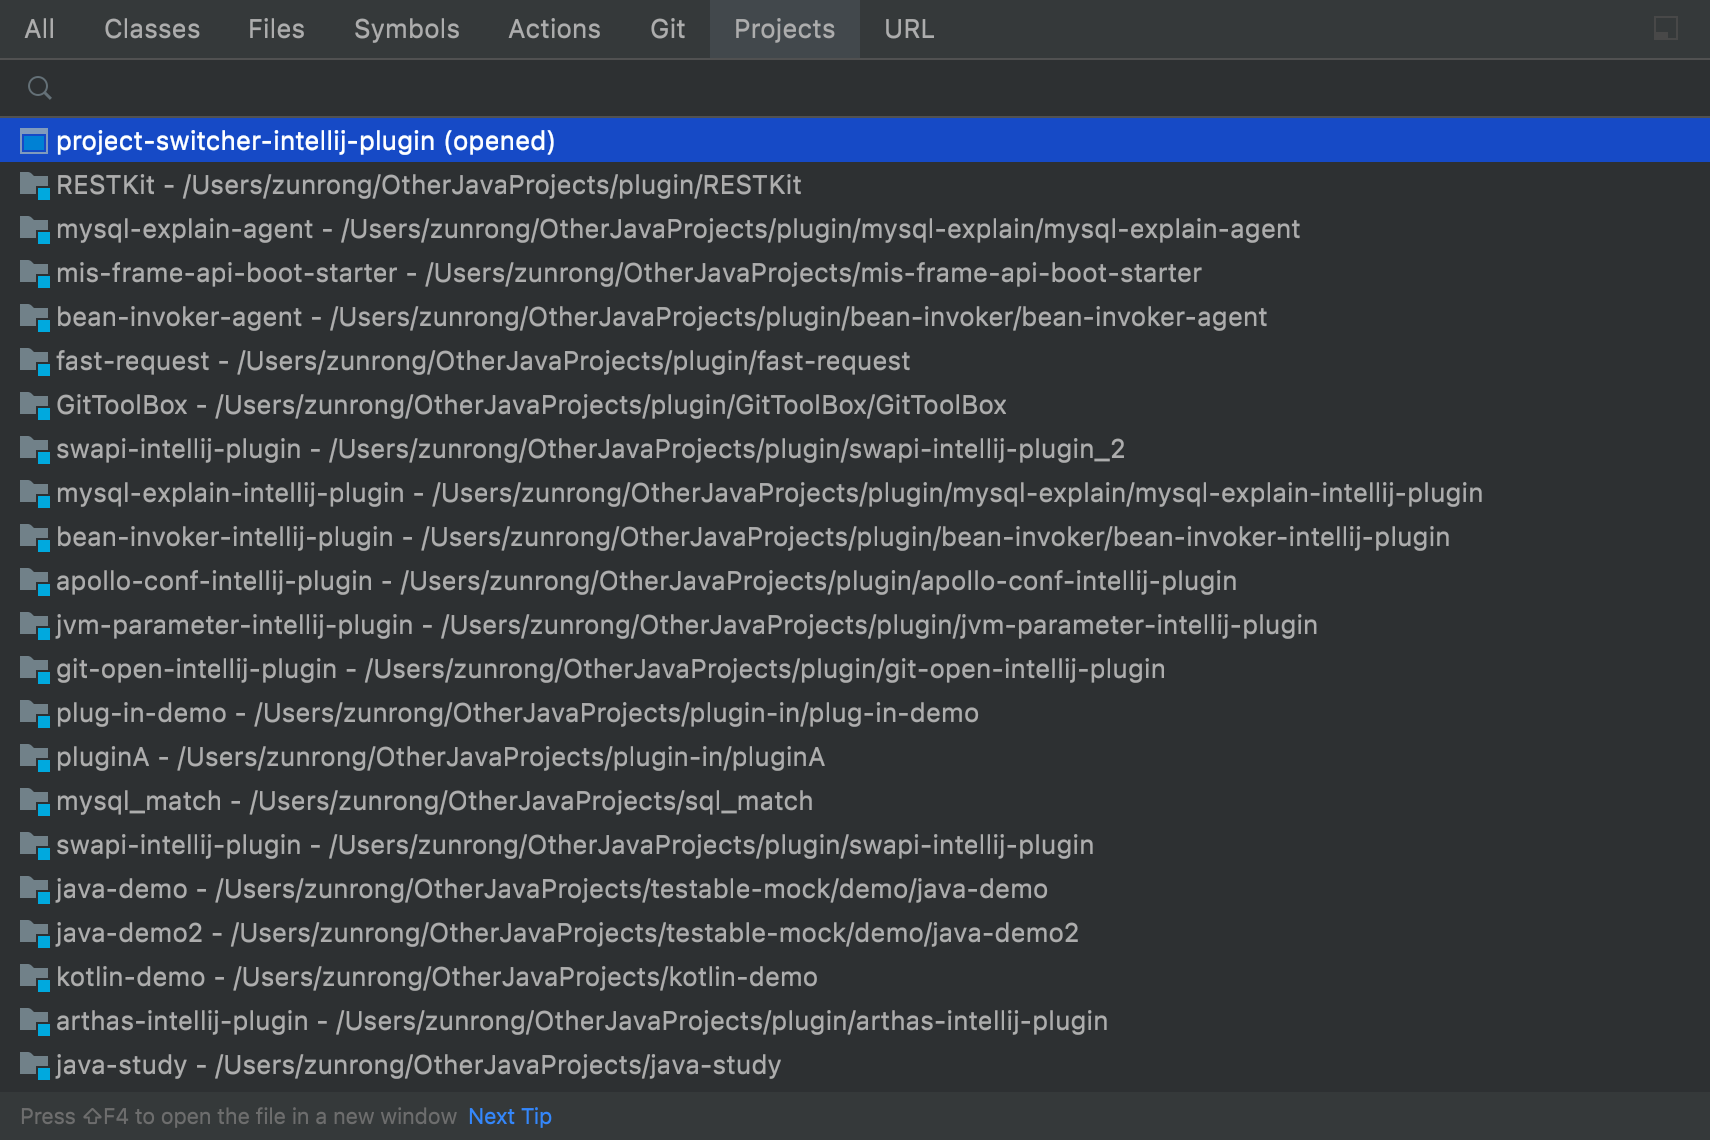 All Classes Files Symbols Actions Git Projects URL
project-switcher-intellij-plugin (opened)
RESTKit - /Users/zunrong/OtherJavaProjects/plugin/RESTKit
mysql-explain-agent - /Users/zunrong/OtherJavaProjects/plugin/mysql-explain/mysql-explain-agent
mis-frame-api-boot-starter - /Users/zunrong/OtherJavaProjects/mis-frame-api-boot-starter
bean-invoker-agent - /Users/zunrong/OtherJavaProjects/plugin/bean-invoker/bean-invoker-agent
fast-request - /Users/zunrong/OtherJavaProjects/plugin/fast-request
GitToolBox - /Users/zunrong/OtherJavaProjects/plugin/GitToolBox/GitToolBox
swapi-intellij-plugin - /Users/zunrong/OtherJavaProjects/plugin/swapi-intellij-plugin_2
mysql-explain-intellij-plugin - /Users/zunrong/OtherJavaProjects/plugin/mysql-explain/mysql-explain-intellij-plugin
bean-invoker-intellij-plugin - /Users/zunrong/OtherJavaProjects/plugin/bean-invoker/bean-invoker-intellij-plugin
apollo-conf-intellij-plugin - /Users/zunrong/OtherJavaProjects/plugin/apollo-conf-intellij-plugin
jvm-parameter-intellij-plugin - /Users/zunrong/OtherJavaProjects/plugin/jvm-parameter-intellij-plugin
git-open-intellij-plugin - /Users/zunrong/OtherJavaProjects/plugin/git-open-intellij-plugin
plug-in-demo - /Users/zunrong/OtherJavaProjects/plugin-in/plug-in-demo
pluginA - /Users/zunrong/OtherJavaProjects/plugin-in/pluginA
mysql_match - /Users/zunrong/OtherJavaProjects/sql_match
swapi-intellij-plugin - /Users/zunrong/OtherJavaProjects/plugin/swapi-intellij-plugin
java-demo - /Users/zunrong/OtherJavaProjects/testable-mock/demo/java-demo
java-demo2 - /Users/zunrong/OtherJavaProjects/testable-mock/demo/java-demo2
kotlin-demo - /Users/zunrong/OtherJavaProjects/kotlin-demo
arthas-intellij-plugin - /Users/zunrong/OtherJavaProjects/plugin/arthas-intellij-plugin
java-study - /Users/zunrong/OtherJavaProjects/java-study
Press ⇧F4 to open the file in a new window Next Tip